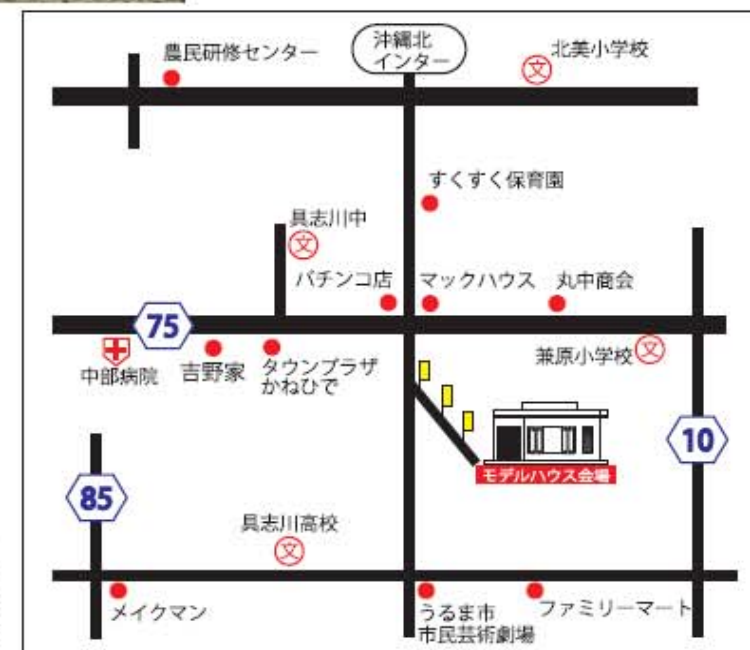 農民研修センター
沖縄北
インター
北美小学校
文
すくすく保育園
具志川中
文
パチンコ店
マックハウス
丸中商会
75
中部病院
吉野家
タウンプラザ
かねひで
兼原小学校
文
10
モデルハウス会場
85
具志川高校
文
メイクマン
うるま市
市民芸術劇場
ファミリーマート